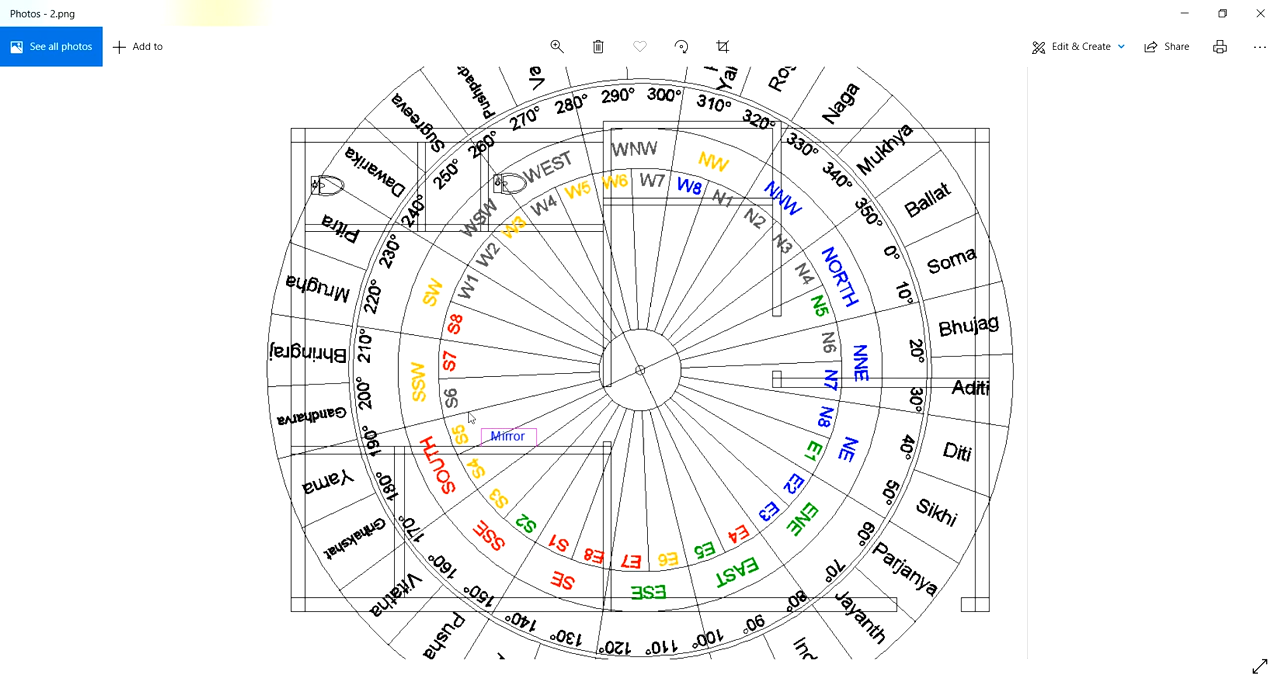 Photos - 2.png
See all photos
Add to
Edit & Create
Share
Sugreeva
Dawarika
Pitra
Mrugha
Bhringraj
Gandharva
Yama
Grihakshat
Vitatha
Pusha
Jayanth
Parjanya
Sikhi
Diti
Aditi
Bhujag
Soma
Ballat
Mukhya
Naga
0°
10°
20°
30°
40°
50°
60°
70°
80°
90°
100°
110°
120°
130°
140°
150°
160°
170°
180°
190°
200°
210°
220°
230°
240°
250°
260°
270°
280°
290°
300°
310°
320°
330°
340°
350°
WEST
WNW
NW
NNW
NORTH
NNE
NE
ENE
EAST
ESE
SE
SSE
SOUTH
SSW
SW
WSW
W1
W2
W3
W4
W5
W6
W7
W8
N1
N2
N3
N4
N5
N6
N7
N8
E1
E2
E3
E4
E5
E6
E7
E8
S1
S2
S3
S4
S5
S6
S7
S8
Mirror